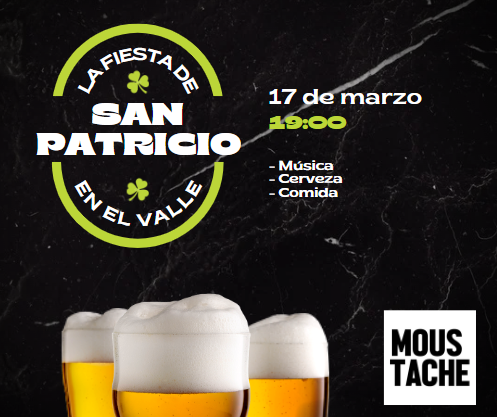 LA FIESTA DE
SAN
PATRICIO
EN EL VALLE
17 de marzo
19:00
- Música
- Cerveza
- Comida
MOUS
TACHE